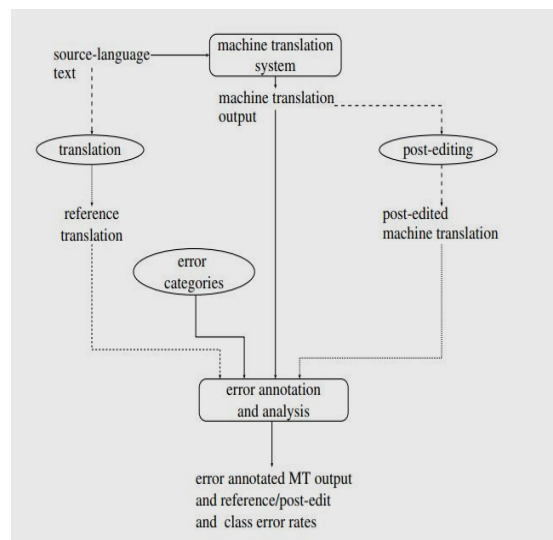 source-language
text
machine translation
system
machine translation
output
translation
post-editing
reference
translation
post-edited
machine translation
error
categories
error annotation
and analysis
error annotated MT output
and reference/post-edit
and class error rates